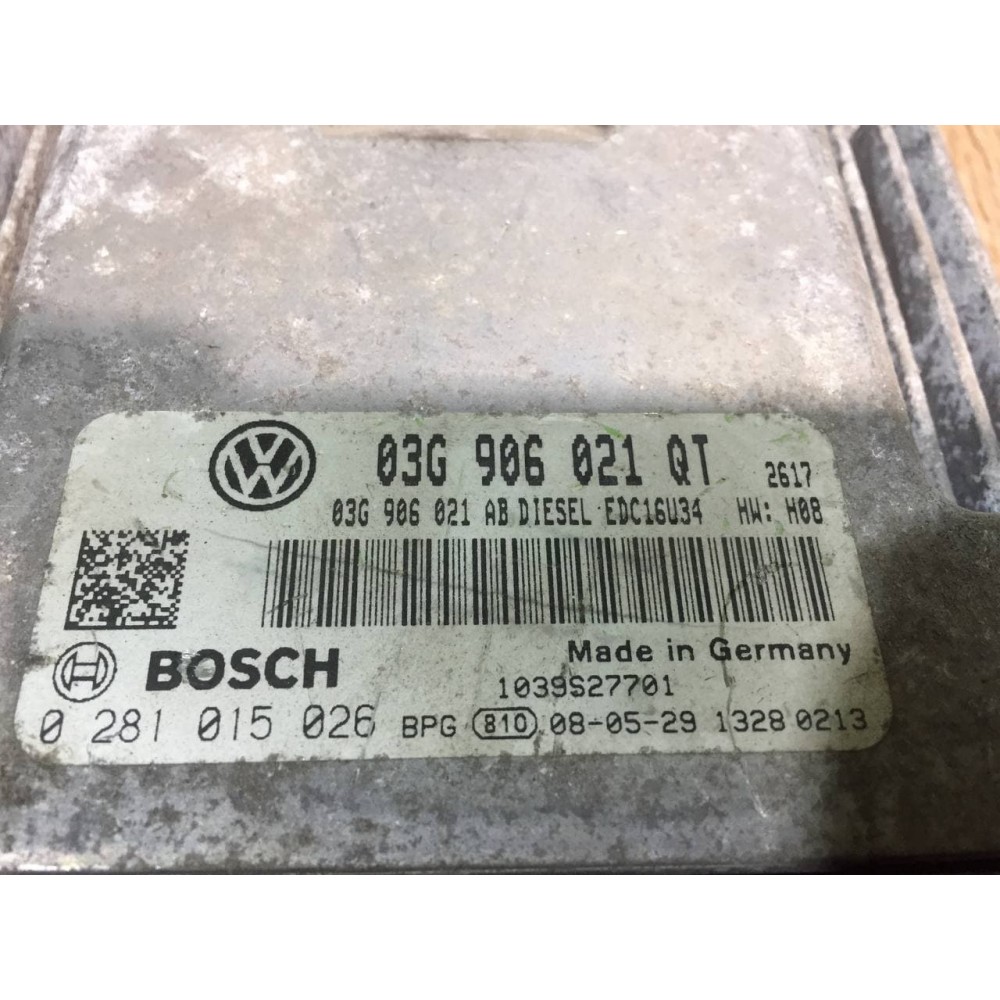 03G 906 021 QT 2617
03G 906 021 AB DIESEL EDC16U34 HW: H08
BOSCH
Made in Germany
1039S27701
0 281 015 026 BPG 810 08-05-29 1328 0213